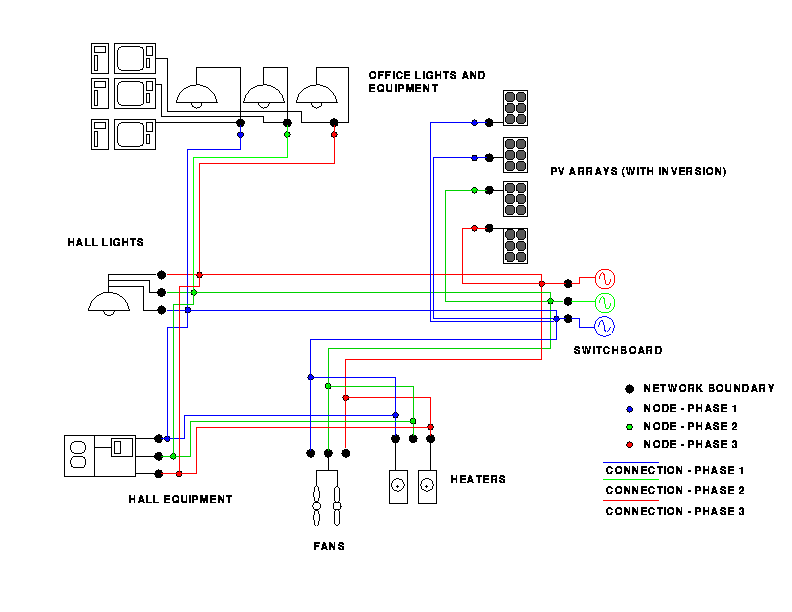 OFFICE LIGHTS AND
EQUIPMENT
PV ARRAYS (WITH INVERSION)
HALL LIGHTS
SWITCHBOARD
NETWORK BOUNDARY
NODE - PHASE 1
NODE - PHASE 2
NODE - PHASE 3
CONNECTION - PHASE 1
CONNECTION - PHASE 2
CONNECTION - PHASE 3
HALL EQUIPMENT
HEATERS
FANS